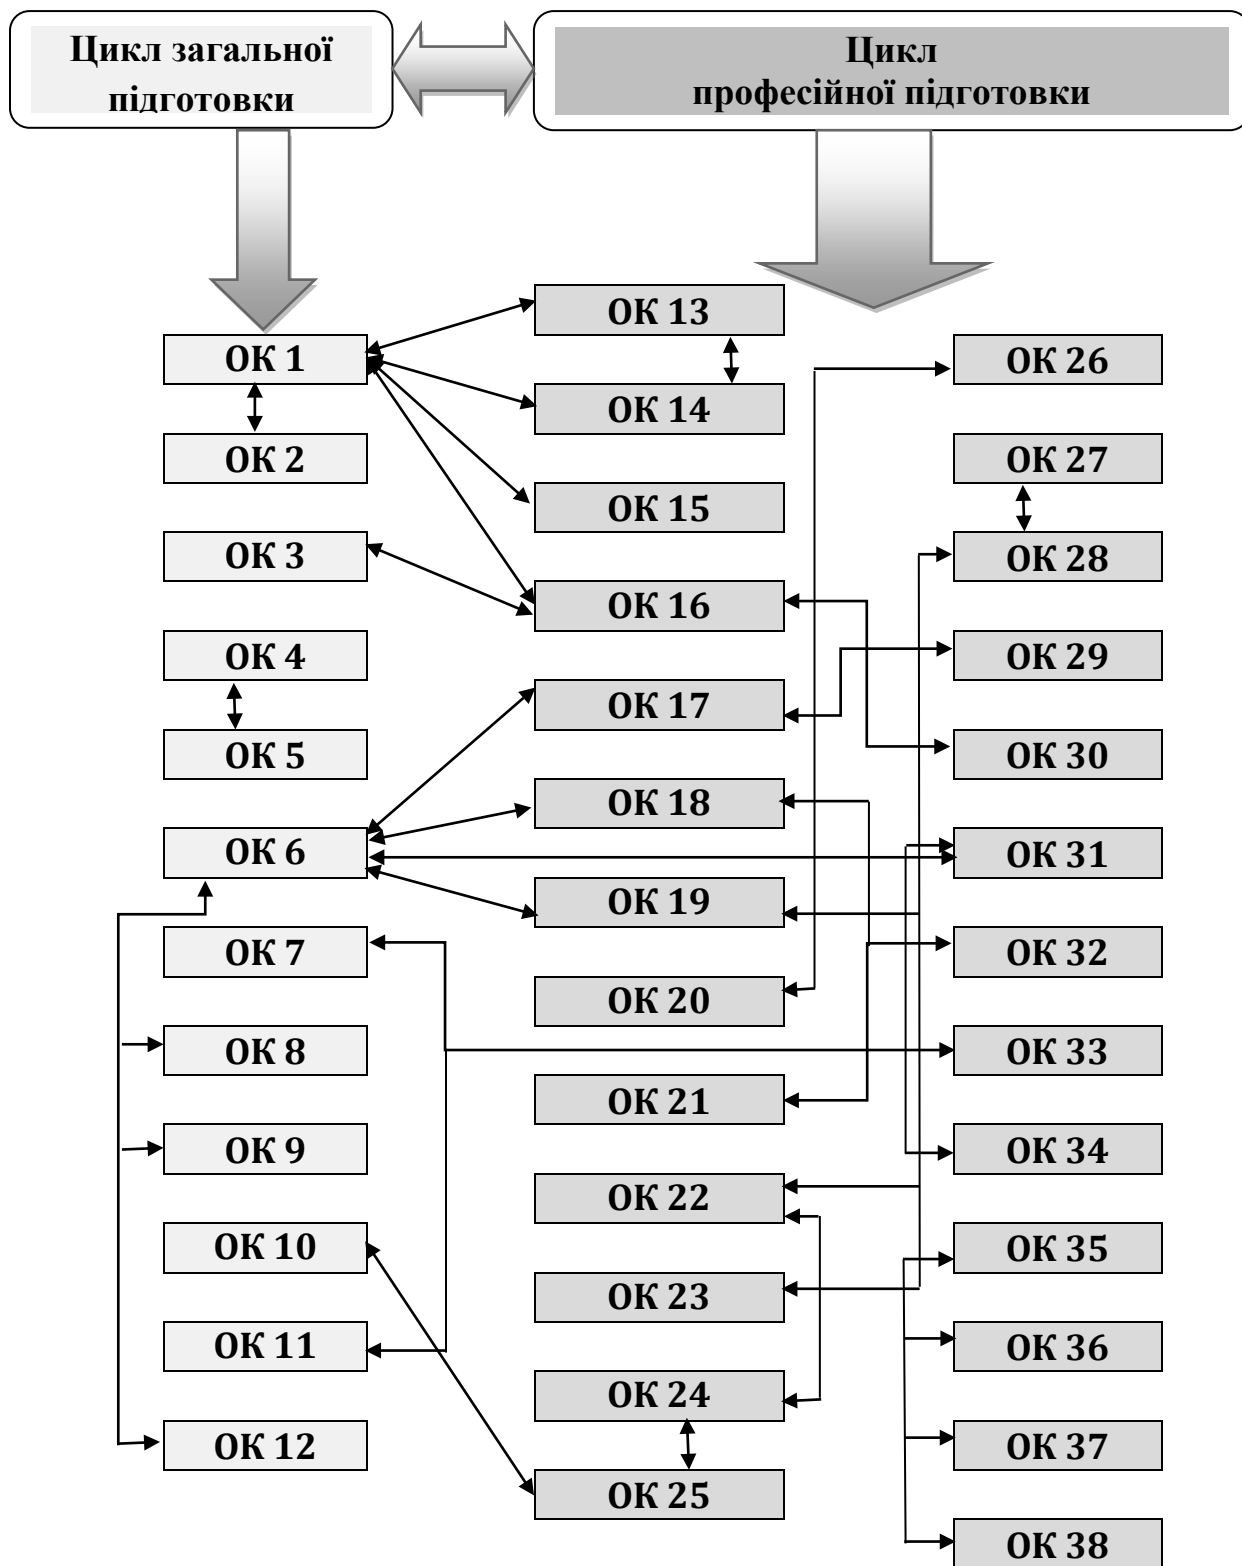 Цикл загальної
підготовки
Цикл
професійної підготовки
ОК 1
ОК 2
ОК 3
ОК 4
ОК 5
ОК 6
ОК 7
ОК 8
ОК 9
ОК 10
ОК 11
ОК 12
ОК 13
ОК 14
ОК 15
ОК 16
ОК 17
ОК 18
ОК 19
ОК 20
ОК 21
ОК 22
ОК 23
ОК 24
ОК 25
ОК 26
ОК 27
ОК 28
ОК 29
ОК 30
ОК 31
ОК 32
ОК 33
ОК 34
ОК 35
ОК 36
ОК 37
ОК 38